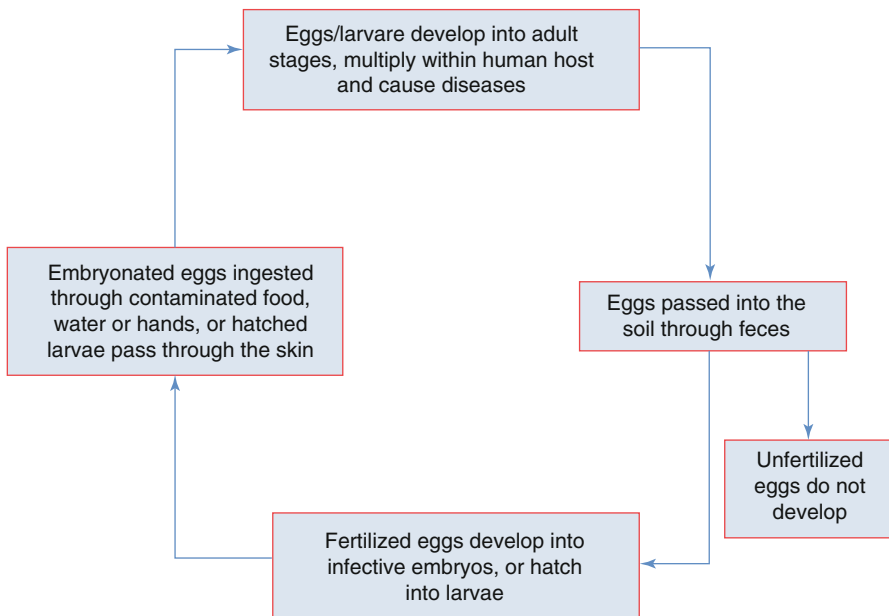 Eggs/larvare develop into adult
stages, multiply within human host
and cause diseases
Embryonated eggs ingested
through contaminated food,
water or hands, or hatched
larvae pass through the skin
Eggs passed into the
soil through feces
Unfertilized
eggs do not
develop
Fertilized eggs develop into
infective embryos, or hatch
into larvae